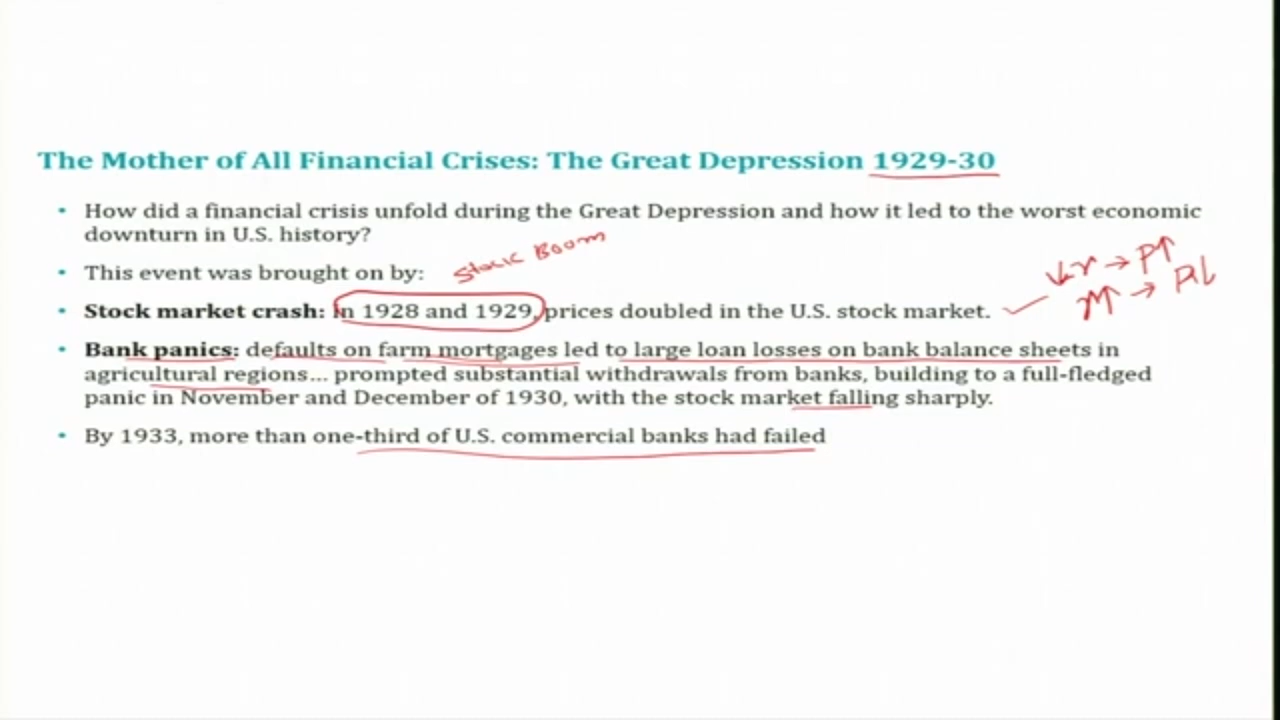 The Mother of All Financial Crises: The Great Depression 1929-30
• How did a financial crisis unfold during the Great Depression and how it led to the worst economic
downturn in U.S. history?
• This event was brought on by:
Stock Boom
• Stock market crash: In 1928 and 1929, prices doubled in the U.S. stock market.
↓r → P↑
r↑ → P↓
• Bank panics: defaults on farm mortgages led to large loan losses on bank balance sheets in
agricultural regions... prompted substantial withdrawals from banks, building to a full-fledged
panic in November and December of 1930, with the stock market falling sharply.
• By 1933, more than one-third of U.S. commercial banks had failed